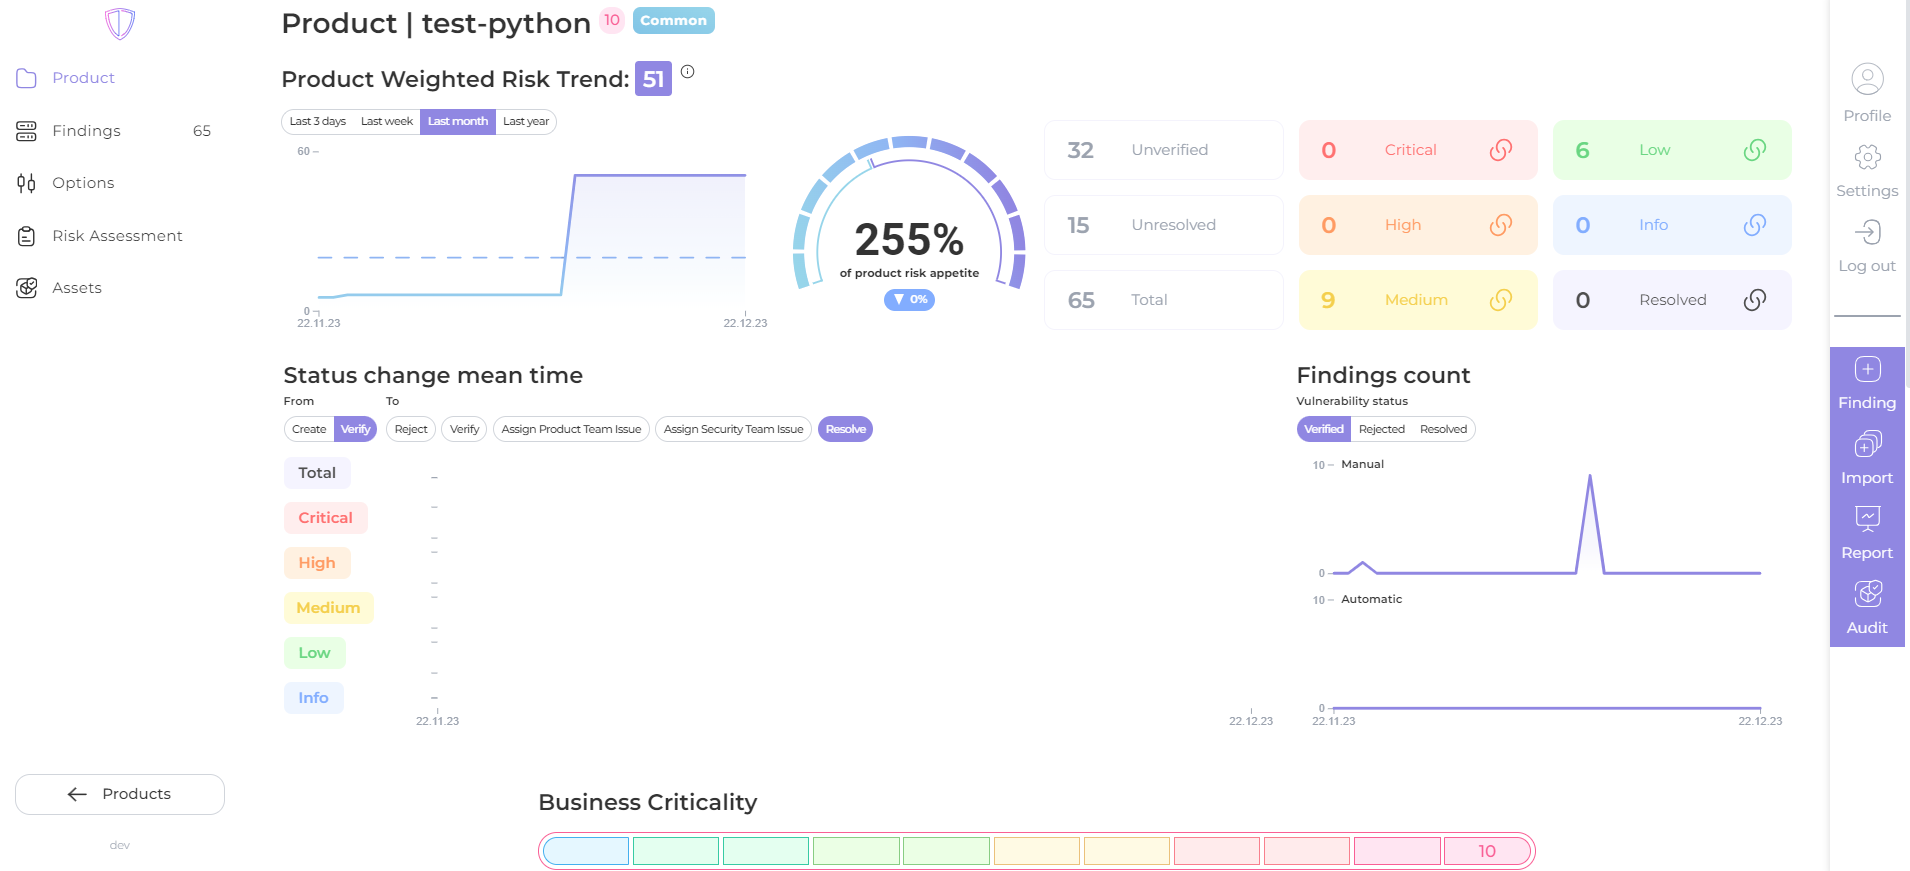 Product | test-python 10 Common
Product
Findings 65
Options
Risk Assessment
Assets
Products
dev
Product Weighted Risk Trend: 51
Last 3 days Last week Last month Last year
60
0
22.11.23 22.12.23
255%
of product risk appetite
▼ 0%
32 Unverified
0 Critical
6 Low
15 Unresolved
0 High
0 Info
65 Total
9 Medium
0 Resolved
Status change mean time
From To
Create Verify Reject Verify Assign Product Team Issue Assign Security Team Issue Resolve
Total
Critical
High
Medium
Low
Info
22.11.23 22.12.23
Findings count
Vulnerability status
Verified Rejected Resolved
10 Manual
0
10 Automatic
0
22.11.23 22.12.23
Business Criticality
10
Profile
Settings
Log out
Finding
Import
Report
Audit